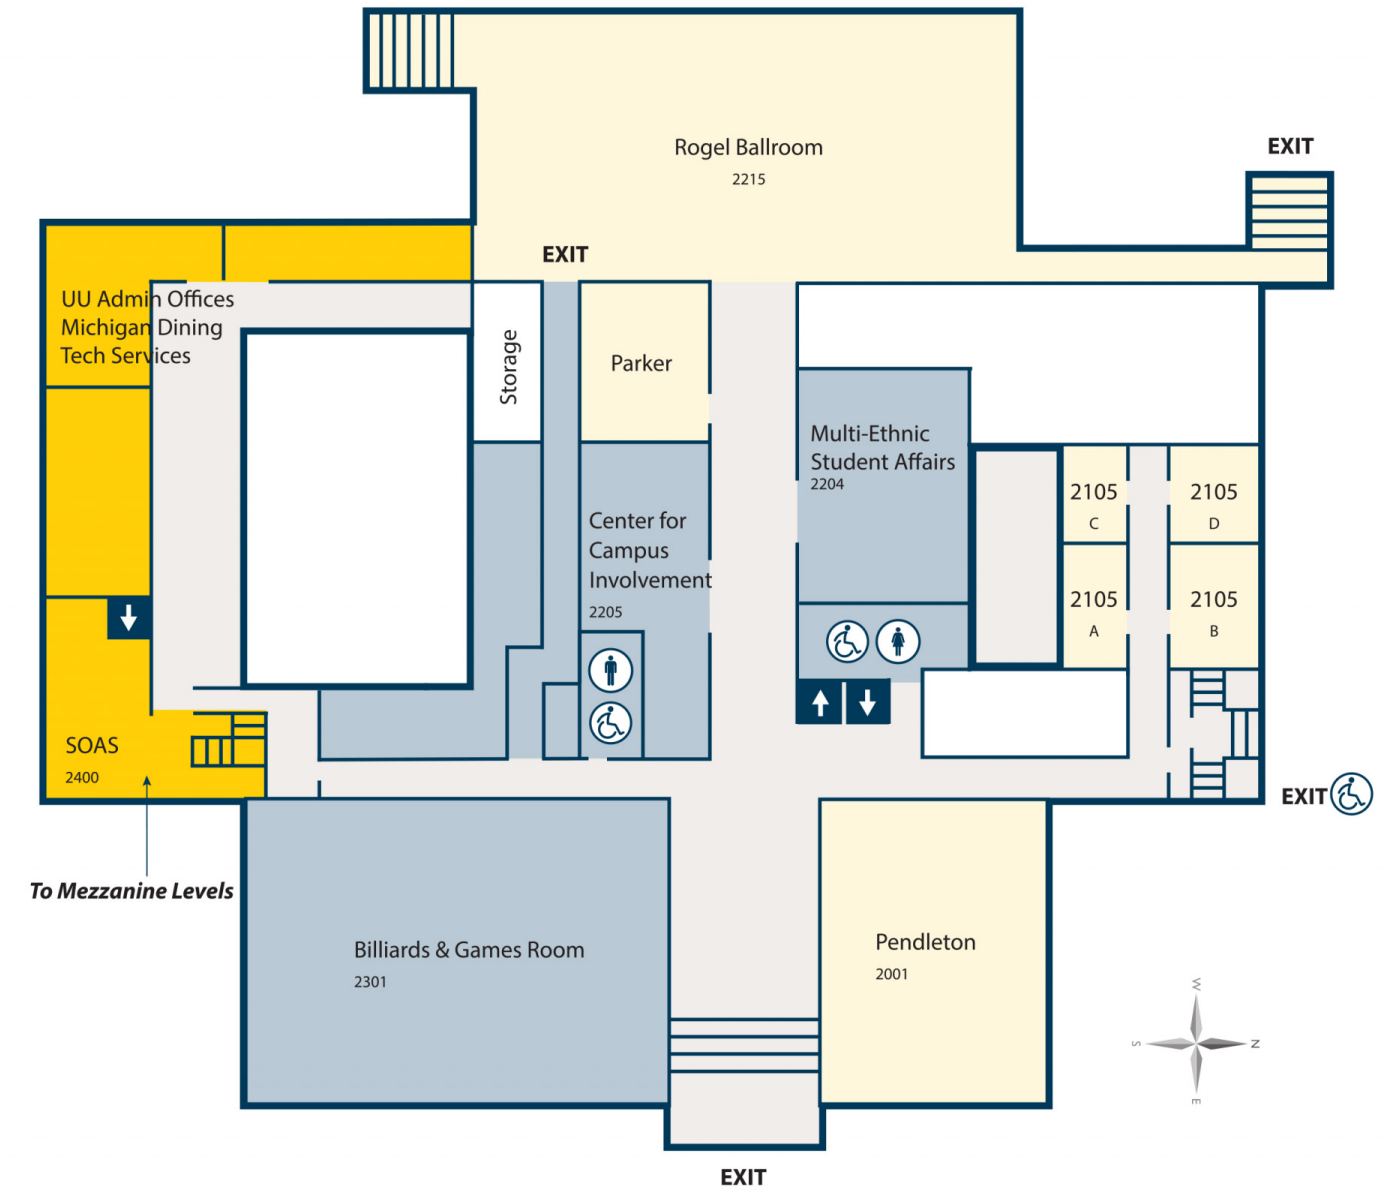 Rogel Ballroom
2215
EXIT
EXIT
UU Admin Offices
Michigan Dining
Tech Services
Storage
Parker
Multi-Ethnic
Student Affairs
2204
Center for
Campus
Involvement
2205
2105
C
2105
D
2105
A
2105
B
SOAS
2400
To Mezzanine Levels
EXIT
Billiards & Games Room
2301
Pendleton
2001
W
S
N
E
EXIT